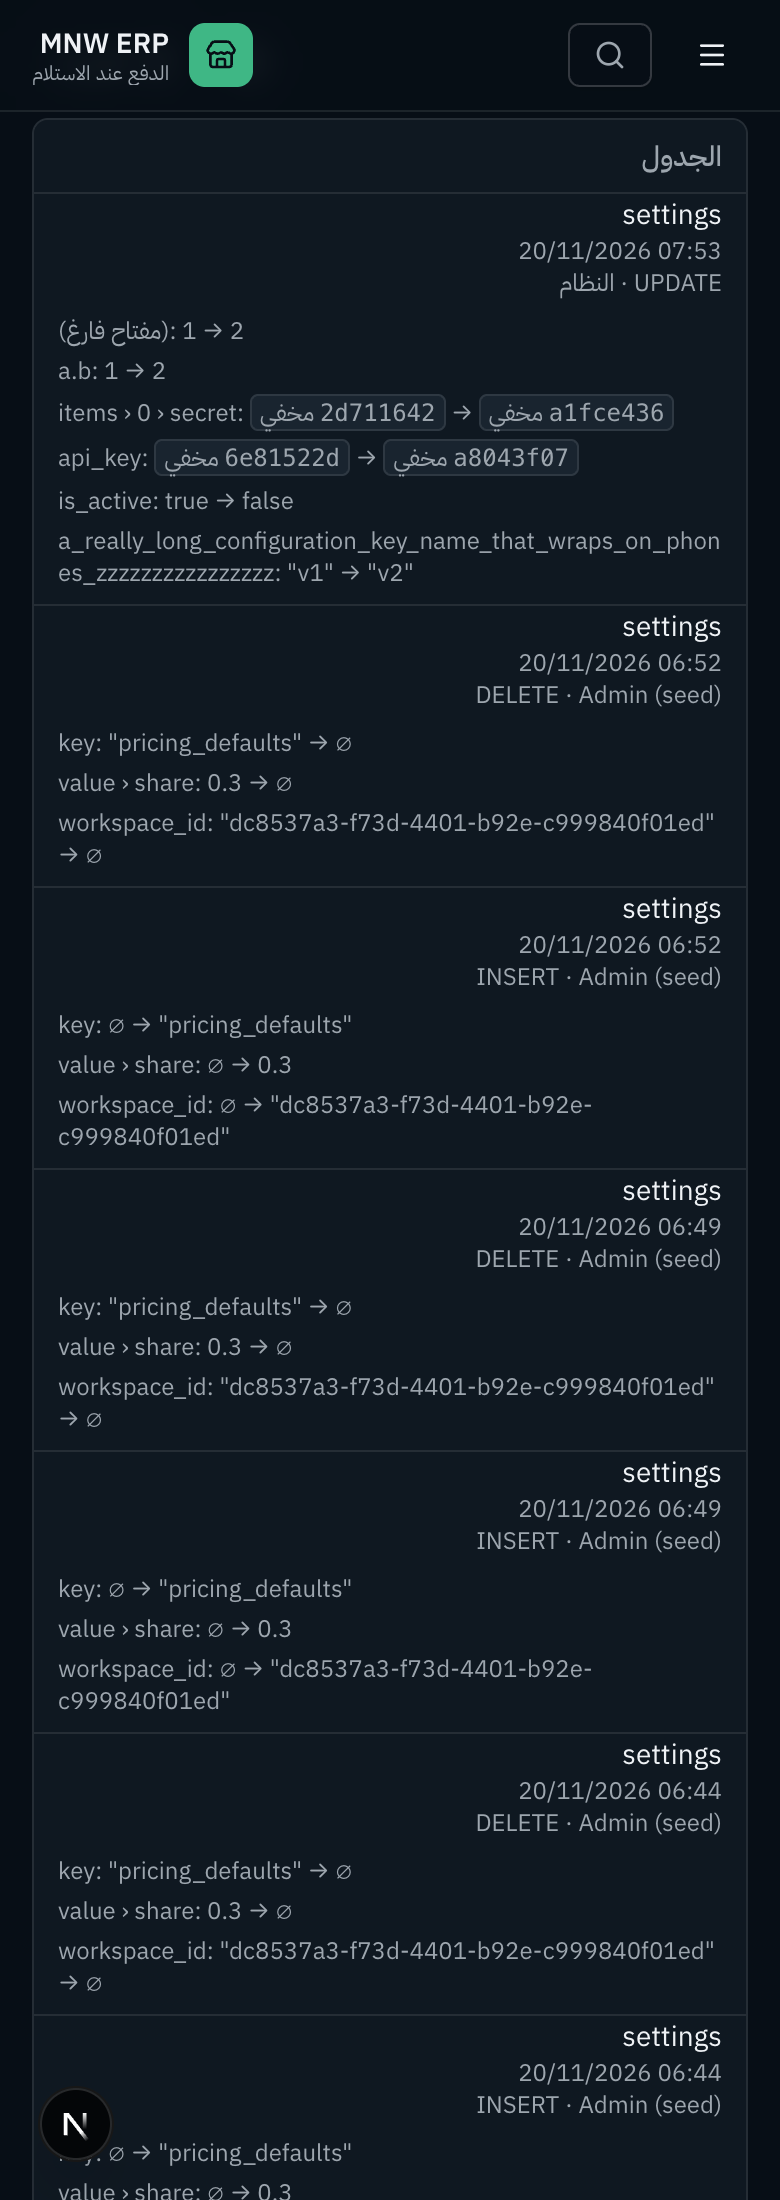 MNW ERP
الدفع عند الاستلام
الجدول
settings
20/11/2026 07:53
النظام · UPDATE
(مفتاح فارغ): 1 → 2
a.b: 1 → 2
items › 0 › secret: مخفي 2d711642 → مخفي a1fce436
api_key: مخفي 6e81522d → مخفي a8043f07
is_active: true → false
a_really_long_configuration_key_name_that_wraps_on_phon
es_zzzzzzzzzzzzzzzz: "v1" → "v2"
settings
20/11/2026 06:52
DELETE · Admin (seed)
key: "pricing_defaults" → ∅
value › share: 0.3 → ∅
workspace_id: "dc8537a3-f73d-4401-b92e-c999840f01ed"
→ ∅
settings
20/11/2026 06:52
INSERT · Admin (seed)
key: ∅ → "pricing_defaults"
value › share: ∅ → 0.3
workspace_id: ∅ → "dc8537a3-f73d-4401-b92e-
c999840f01ed"
settings
20/11/2026 06:49
DELETE · Admin (seed)
key: "pricing_defaults" → ∅
value › share: 0.3 → ∅
workspace_id: "dc8537a3-f73d-4401-b92e-c999840f01ed"
→ ∅
settings
20/11/2026 06:49
INSERT · Admin (seed)
key: ∅ → "pricing_defaults"
value › share: ∅ → 0.3
workspace_id: ∅ → "dc8537a3-f73d-4401-b92e-
c999840f01ed"
settings
20/11/2026 06:44
DELETE · Admin (seed)
key: "pricing_defaults" → ∅
value › share: 0.3 → ∅
workspace_id: "dc8537a3-f73d-4401-b92e-c999840f01ed"
→ ∅
settings
20/11/2026 06:44
INSERT · Admin (seed)
N
∅ → "pricing_defaults"
value › share: ∅ → 0.3